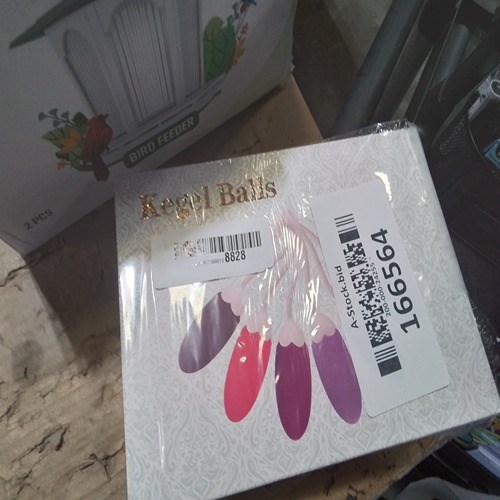 BIRD FEEDER
2 PCS
Kegel Balls
8828
A-Stock.bid
166564